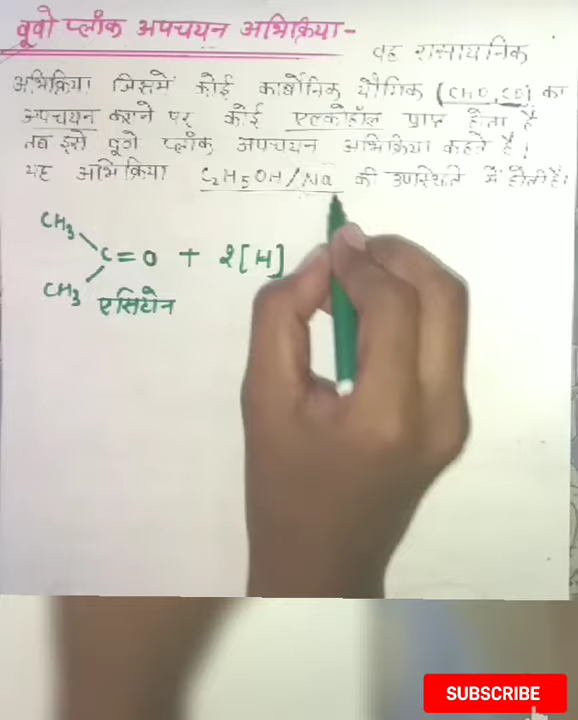 बूवो प्लॉक अपचयन अभिक्रिया-
वह रासायनिक
अभिक्रिया जिसमें कोई कार्बोनिक यौगिक (CHO, CO) का
अपचयन कराने पर कोई एल्कोहॉल प्राप्त होता है
तब इसे बूवो प्लॉक अपचयन अभिक्रिया कहते है।
यह अभिक्रिया C2H5OH/Na की उपस्थिति में होती है।
CH3
C=O + 2[H]
CH3 एसिटोन
SUBSCRIBE